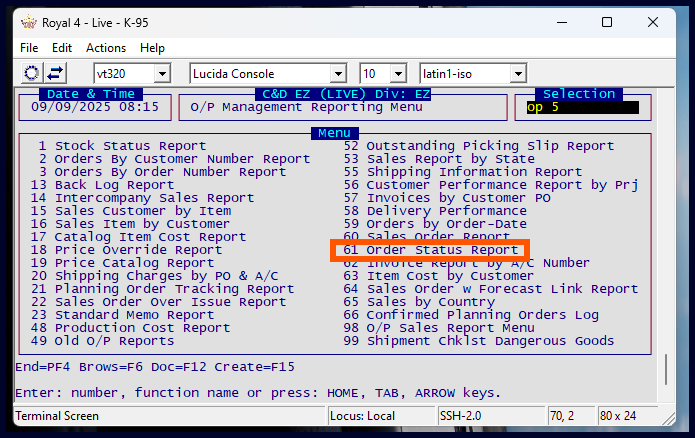 Royal 4 - Live - K-95
File Edit Actions Help
vt320 Lucida Console 10 latin1-iso
Date & Time C&D EZ (LIVE) Div: EZ Selection
09/09/2025 08:15 O/P Management Reporting Menu op 5
Menu
1 Stock Status Report 52 Outstanding Picking Slip Report
2 Orders By Customer Number Report 53 Sales Report by State
3 Orders By Order Number Report 55 Shipping Information Report
13 Back Log Report 56 Customer Performance Report by Prj
14 Intercompany Sales Report 57 Invoices by Customer PO
15 Sales Customer by Item 58 Delivery Performance
16 Sales Item by Customer 59 Orders by Order-Date
17 Catalog Item Cost Report 60 Sales Order Report
18 Price Override Report 61 Order Status Report
19 Price Catalog Report 62 Invoice Report by A/C Number
20 Shipping Charges by PO & A/C 63 Item Cost by Customer
21 Planning Order Tracking Report 64 Sales Order w Forecast Link Report
22 Sales Order Over Issue Report 65 Sales by Country
23 Standard Memo Report 66 Confirmed Planning Orders Log
48 Production Cost Report 98 O/P Sales Report Menu
49 Old O/P Reports 99 Shipment Chklst Dangerous Goods
End=PF4 Brows=F6 Doc=F12 Create=F15
Enter: number, function name or press: HOME, TAB, ARROW keys.
Terminal Screen Locus: Local SSH-2.0 70, 2 80 x 24